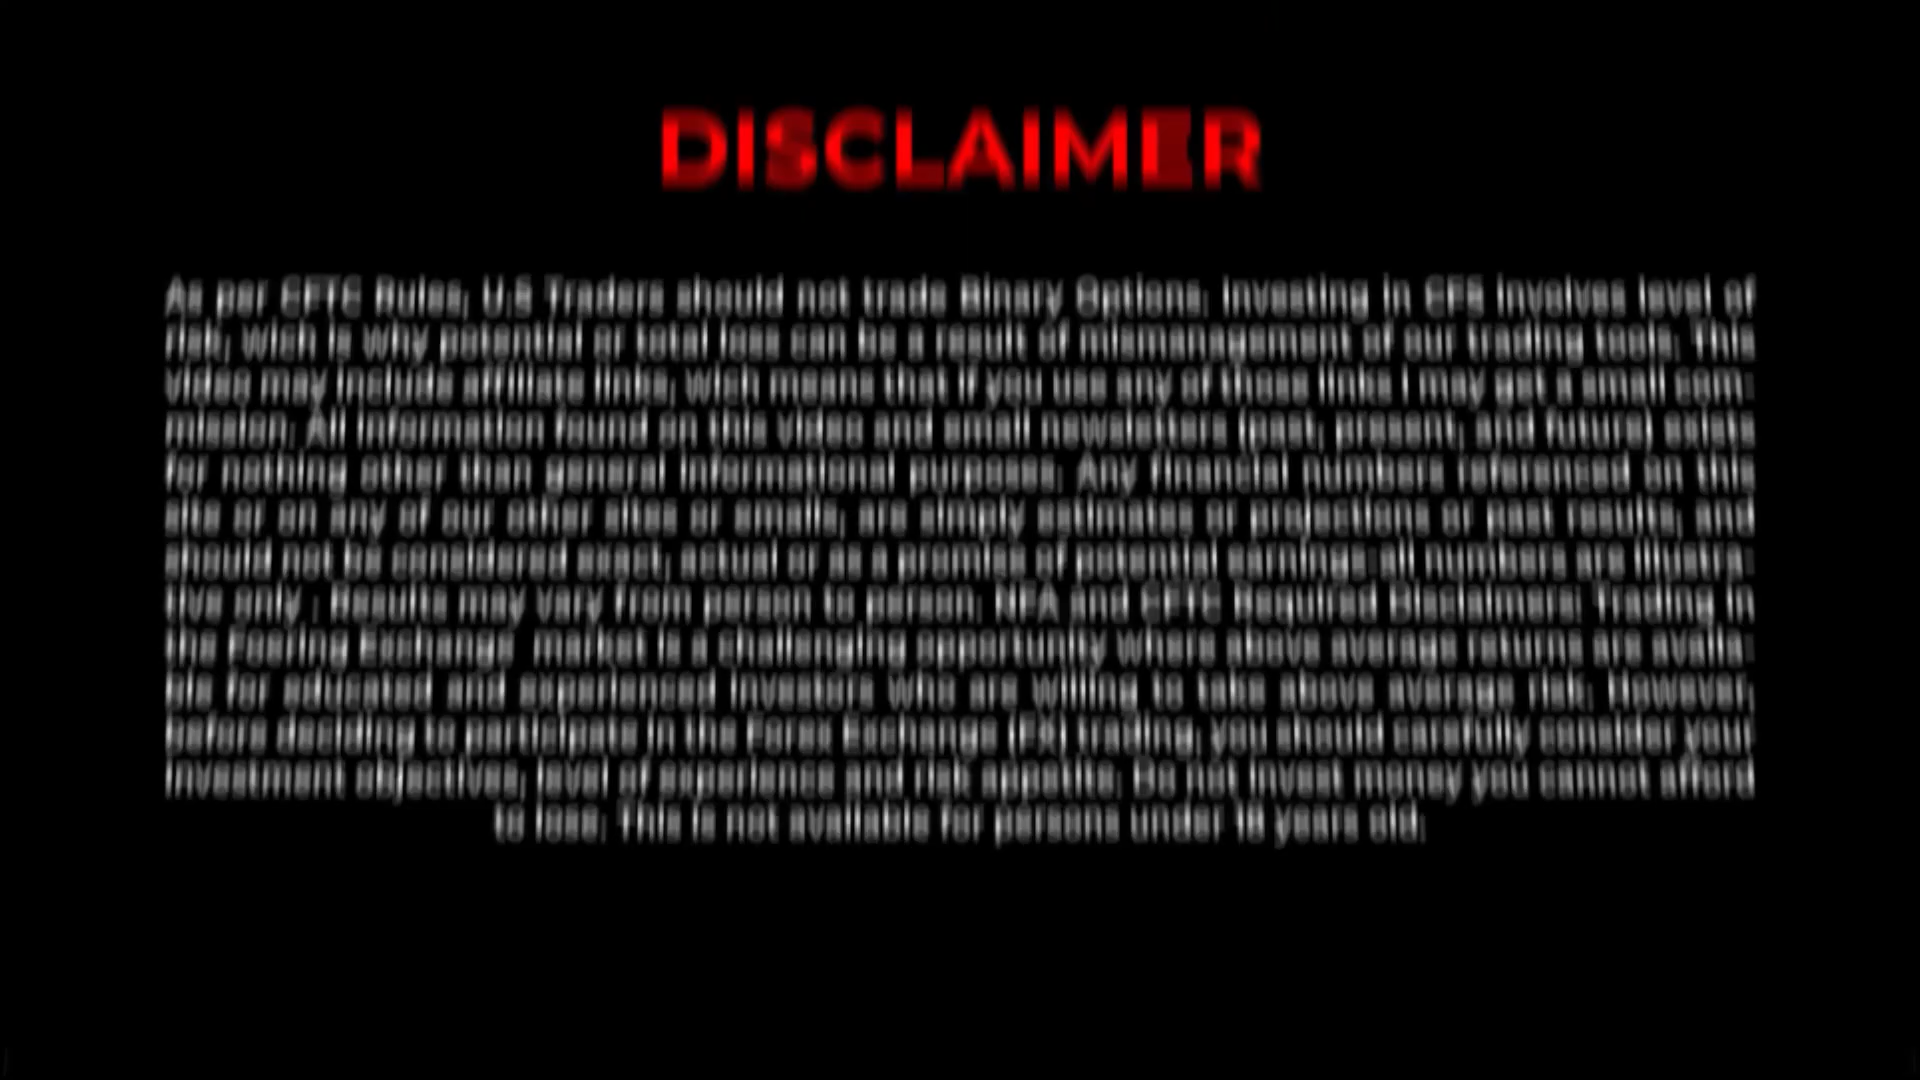 DISCLAIMER
As per CFTC Rules, U.S Traders should not trade Binary Options. Investing in CFS involves level of
risk, wich is why potential or total loss can be a result of mismanagement of our trading tools. This
video may include affiliate links, wich means that if you use any of those links I may get a small com-
mission. All information found on this video and email newsletters (past, present, and future) exists
for nothing other than general informational purposes. Any financial numbers referenced on this
site or on any of our other sites or emails, are simply estimates or projections or past results, and
should not be considered exact, actual or as a promise of potential earnings - all numbers are illustra-
tive only . Results may vary from person to person. NFA and CFTC Required Disclaimers: Trading in
the Foreing Exchange market is a challenging opportunity where above average returns are availa-
ble for educated and experienced investors who are willing to take above average risk. However,
before deciding to participate in the Forex Exchange (FX) trading, you should carefully consider your
investment objectives, level of experience and risk appetite. Do not invest money you cannot afford
to lose. This is not available for persons under 18 years old.